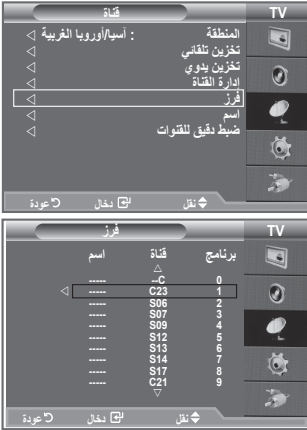 TV
قناة
المنطقة : آسيا/أوروبا الغربية ◁
تخزين تلقائي ◁
تخزين يدوي ◁
إدارة القناة ◁
فرز ◁
اسم ◁
ضبط دقيق للقنوات ◁
نقل دخال عودة
TV
فرز
برنامج قناة اسم
△
0 C-- -----
1 C23 ----- ◁
2 S06 -----
3 S07 -----
4 S09 -----
5 S12 -----
6 S13 -----
7 S14 -----
8 S17 -----
9 C21 -----
▽
نقل دخال عودة